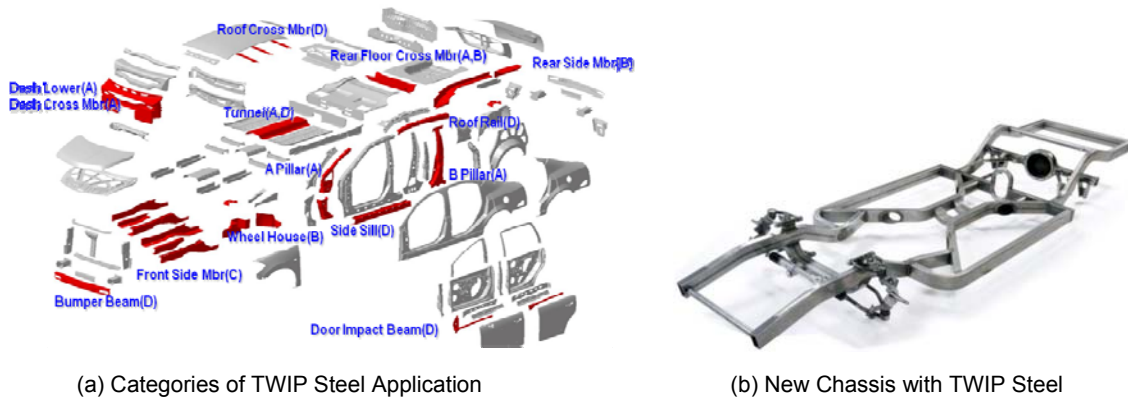 Roof Cross Mbr(D)
Rear Floor Cross Mbr(A,B)
Rear Side Mbr(B)
Dash Lower(A)
Dash Cross Mbr(A)
Tunnel(A,D)
Roof Rail(D)
A Pillar(A)
B Pillar(A)
Side Sill(D)
Wheel House(B)
Front Side Mbr(C)
Bumper Beam(D)
Door Impact Beam(D)
(a) Categories of TWIP Steel Application
(b) New Chassis with TWIP Steel